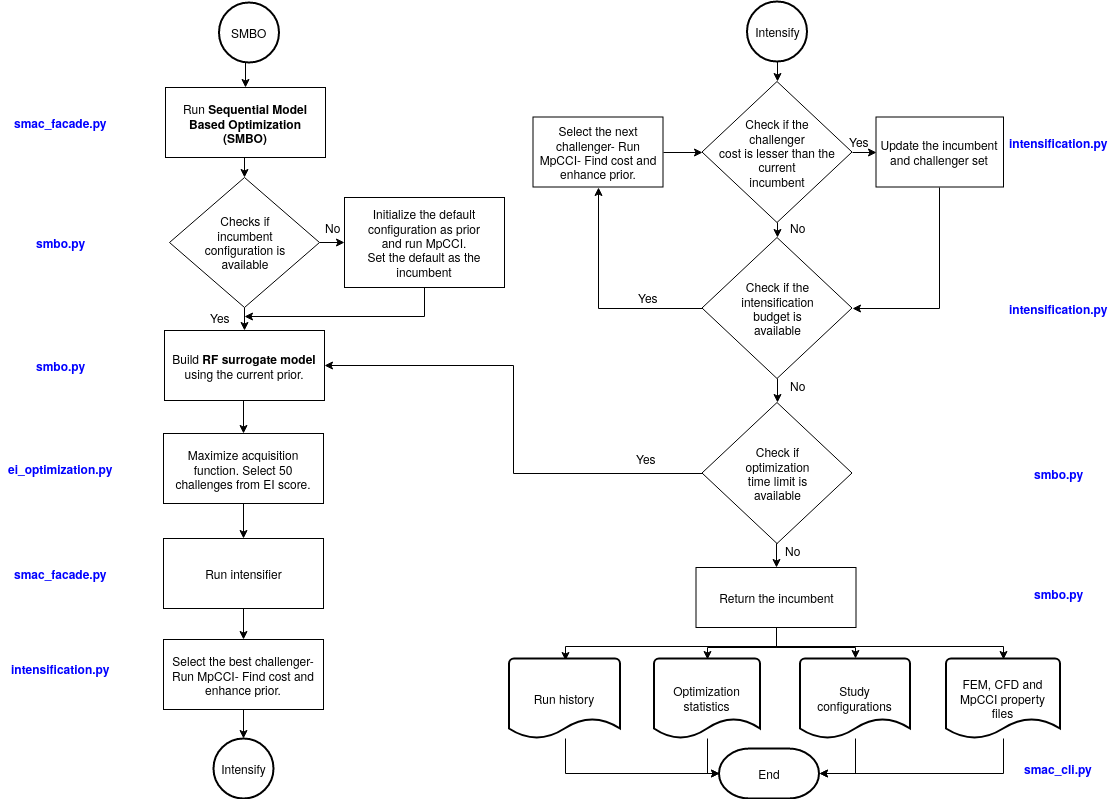 SMBO
smac_facade.py
Run Sequential Model
Based Optimization
(SMBO)
smbo.py
Checks if
incumbent
configuration is
available
No
Initialize the default
configuration as prior
and run MpCCI.
Set the default as the
incumbent
Yes
smbo.py
Build RF surrogate model
using the current prior.
ei_optimization.py
Maximize acquisition
function. Select 50
challenges from EI score.
smac_facade.py
Run intensifier
intensification.py
Select the best challenger-
Run MpCCI- Find cost and
enhance prior.
Intensify
Intensify
Select the next
challenger- Run
MpCCI- Find cost and
enhance prior.
Check if the
challenger
cost is lesser than the
current
incumbent
Yes
Update the incumbent
and challenger set
intensification.py
No
Yes
Check if the
intensification
budget is
available
intensification.py
No
Yes
Check if
optimization
time limit is
available
smbo.py
No
Return the incumbent
smbo.py
Run history
Optimization
statistics
Study
configurations
FEM, CFD and
MpCCI property
files
End
smac_cli.py